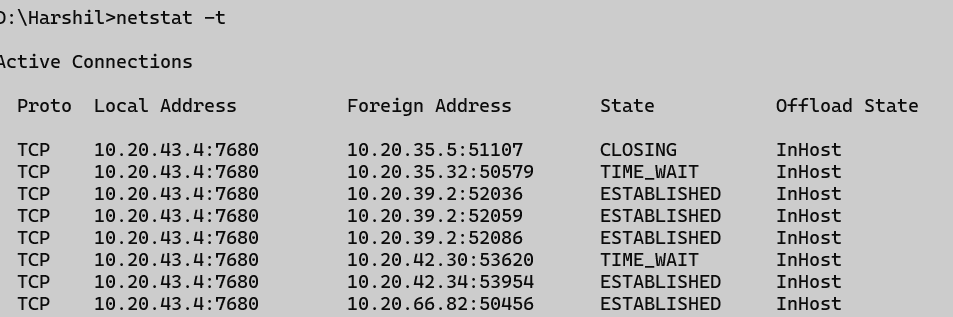 D:\Harshil>netstat -t
Active Connections
Proto  Local Address          Foreign Address        State           Offload State
TCP    10.20.43.4:7680        10.20.35.5:51107       CLOSING         InHost
TCP    10.20.43.4:7680        10.20.35.32:50579      TIME_WAIT       InHost
TCP    10.20.43.4:7680        10.20.39.2:52036       ESTABLISHED     InHost
TCP    10.20.43.4:7680        10.20.39.2:52059       ESTABLISHED     InHost
TCP    10.20.43.4:7680        10.20.39.2:52086       ESTABLISHED     InHost
TCP    10.20.43.4:7680        10.20.42.30:53620      TIME_WAIT       InHost
TCP    10.20.43.4:7680        10.20.42.34:53954      ESTABLISHED     InHost
TCP    10.20.43.4:7680        10.20.66.82:50456      ESTABLISHED     InHost